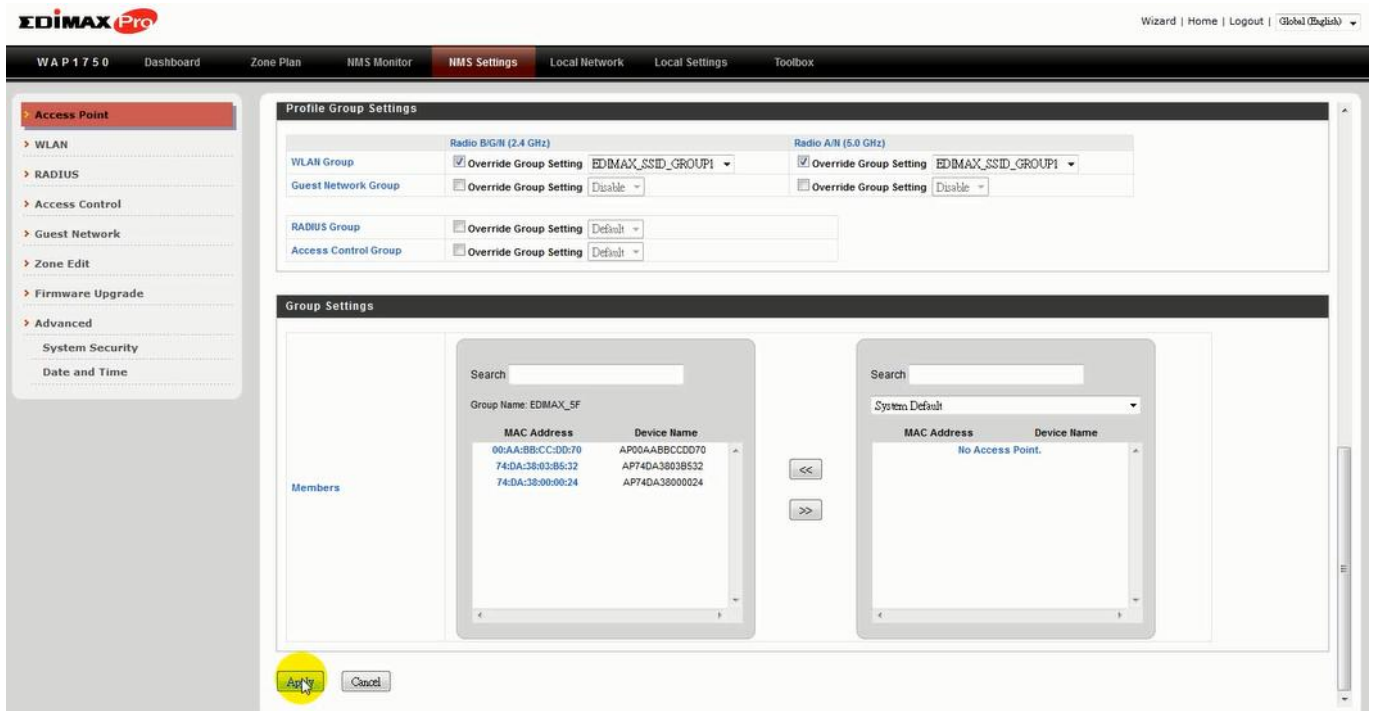 EDIMAX Pro
Wizard | Home | Logout | Global (English)
WAP1750 Dashboard Zone Plan NMS Monitor NMS Settings Local Network Local Settings Toolbox
Access Point
WLAN
RADIUS
Access Control
Guest Network
Zone Edit
Firmware Upgrade
Advanced
System Security
Date and Time
Profile Group Settings
Radio B/G/N (2.4 GHz) Radio A/N (5.0 GHz)
WLAN Group Override Group Setting EDIMAX_SSID_GROUP1 Override Group Setting EDIMAX_SSID_GROUP1
Guest Network Group Override Group Setting Disable Override Group Setting Disable
RADIUS Group Override Group Setting Default
Access Control Group Override Group Setting Default
Group Settings
Members
Search
Group Name: EDIMAX_5F
MAC Address Device Name
00:AA:BB:CC:DD:70 AP00AABBCCDD70
74:DA:38:03:B5:32 AP74DA3803B532
74:DA:38:00:00:24 AP74DA38000024
<<
>>
Search
System Default
MAC Address Device Name
No Access Point.
Apply Cancel